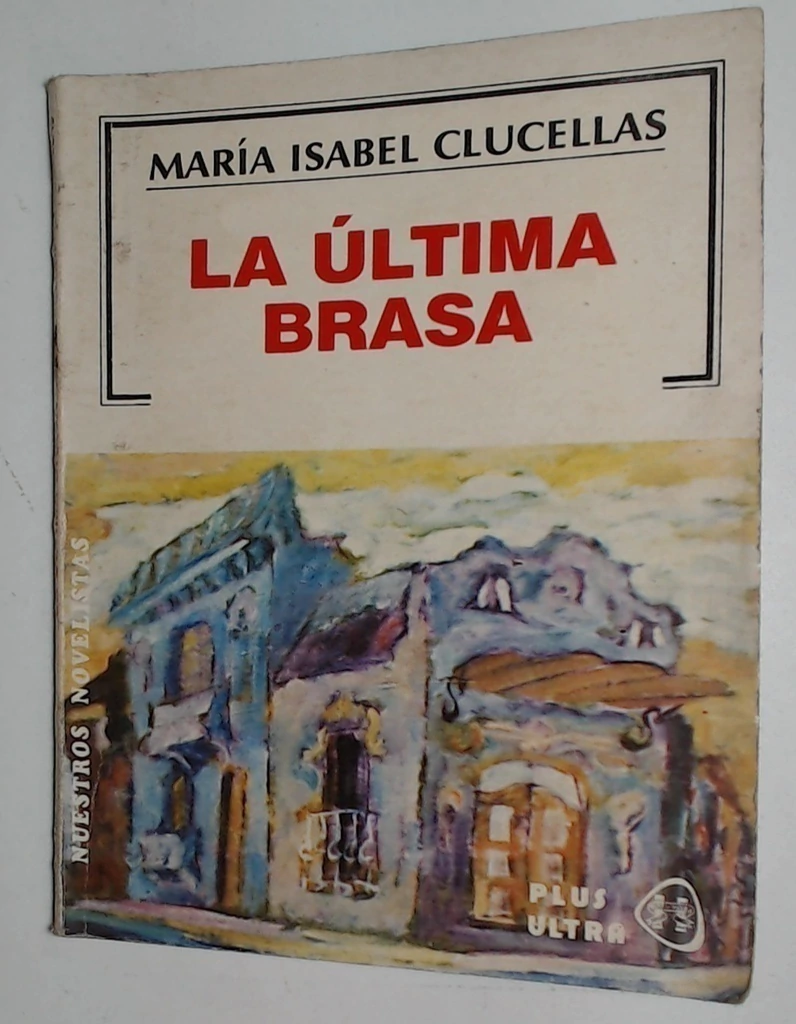 MARÍA ISABEL CLUCELLAS
LA ÚLTIMA
BRASA
NUESTROS NOVELISTAS
PLUS
ULTRA